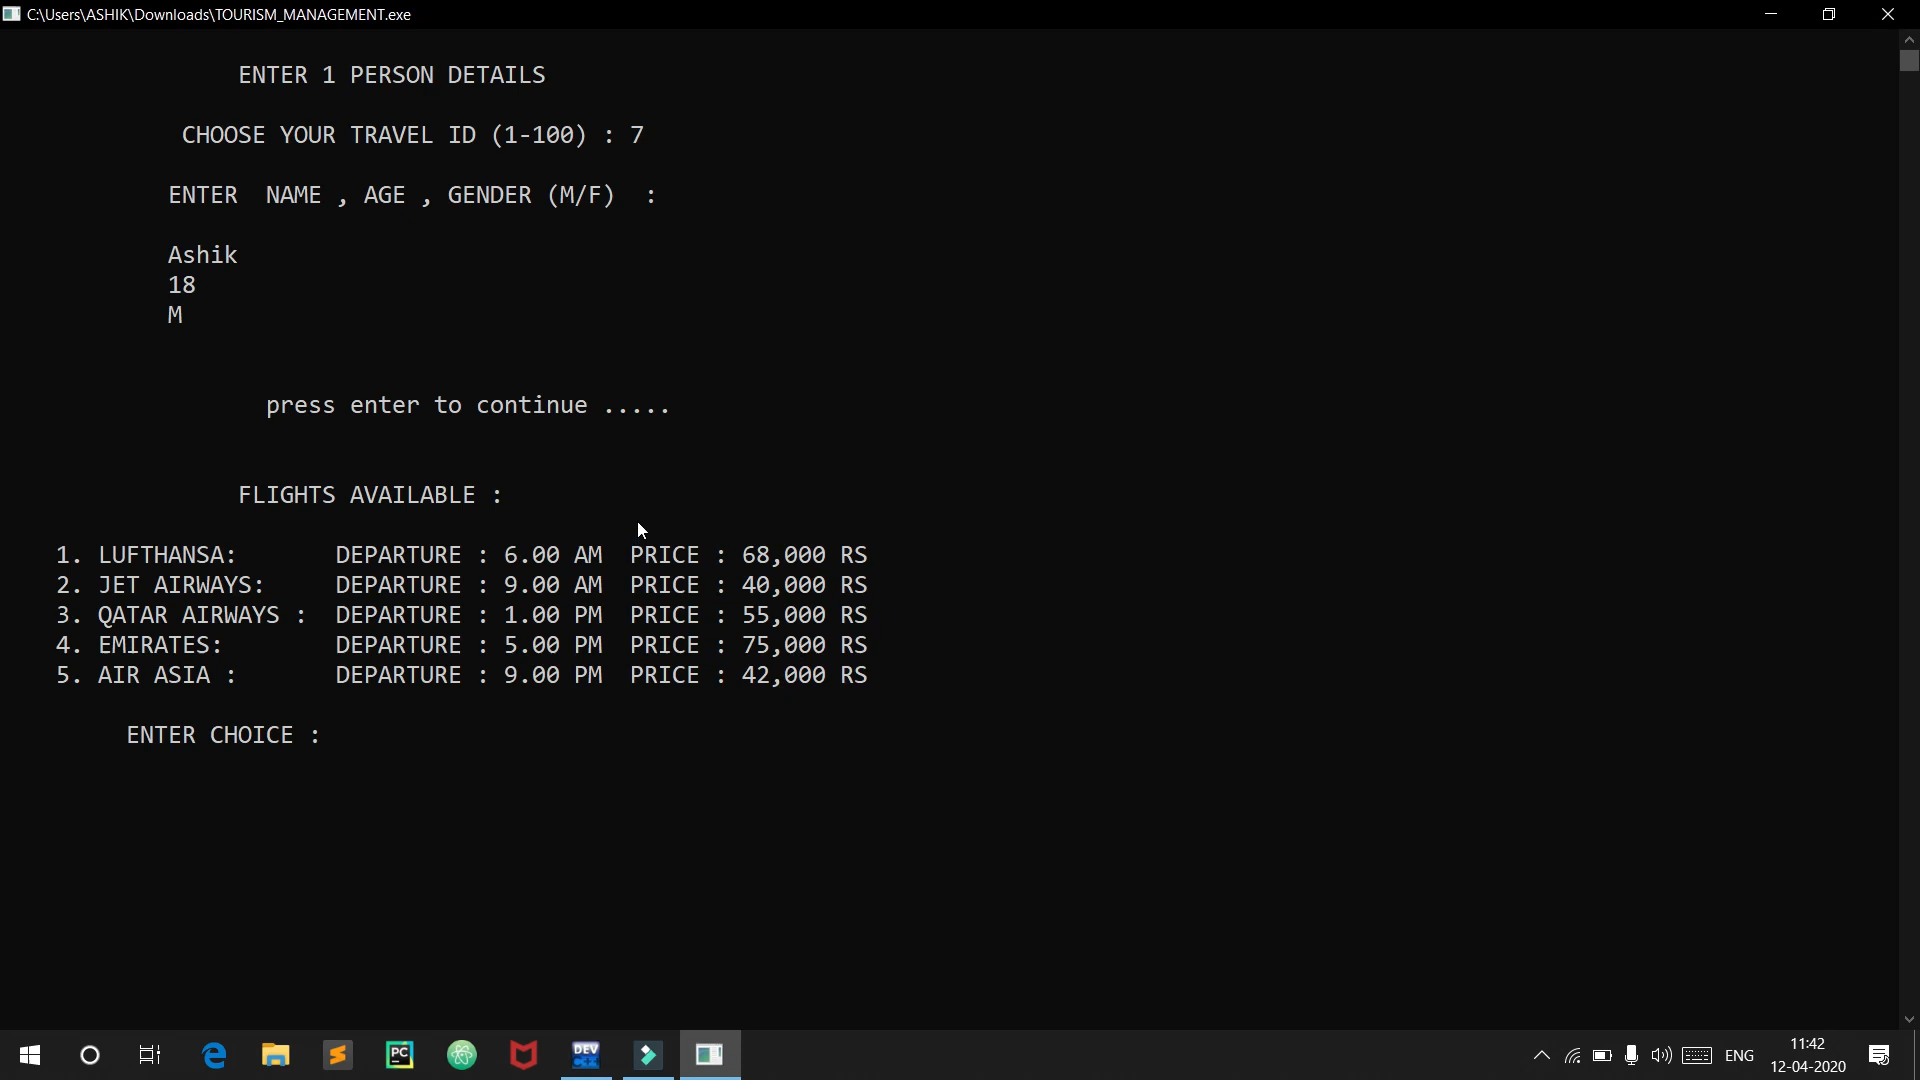 C:\Users\ASHIK\Downloads\TOURISM_MANAGEMENT.exe
ENTER 1 PERSON DETAILS
CHOOSE YOUR TRAVEL ID (1-100) : 7
ENTER  NAME , AGE , GENDER (M/F)  :
Ashik
18
M
press enter to continue .....
FLIGHTS AVAILABLE :
1. LUFTHANSA:       DEPARTURE : 6.00 AM  PRICE : 68,000 RS
2. JET AIRWAYS:     DEPARTURE : 9.00 AM  PRICE : 40,000 RS
3. QATAR AIRWAYS :  DEPARTURE : 1.00 PM  PRICE : 55,000 RS
4. EMIRATES:        DEPARTURE : 5.00 PM  PRICE : 75,000 RS
5. AIR ASIA :       DEPARTURE : 9.00 PM  PRICE : 42,000 RS
ENTER CHOICE :
PC
DEV
C++
ENG
11:42
12-04-2020